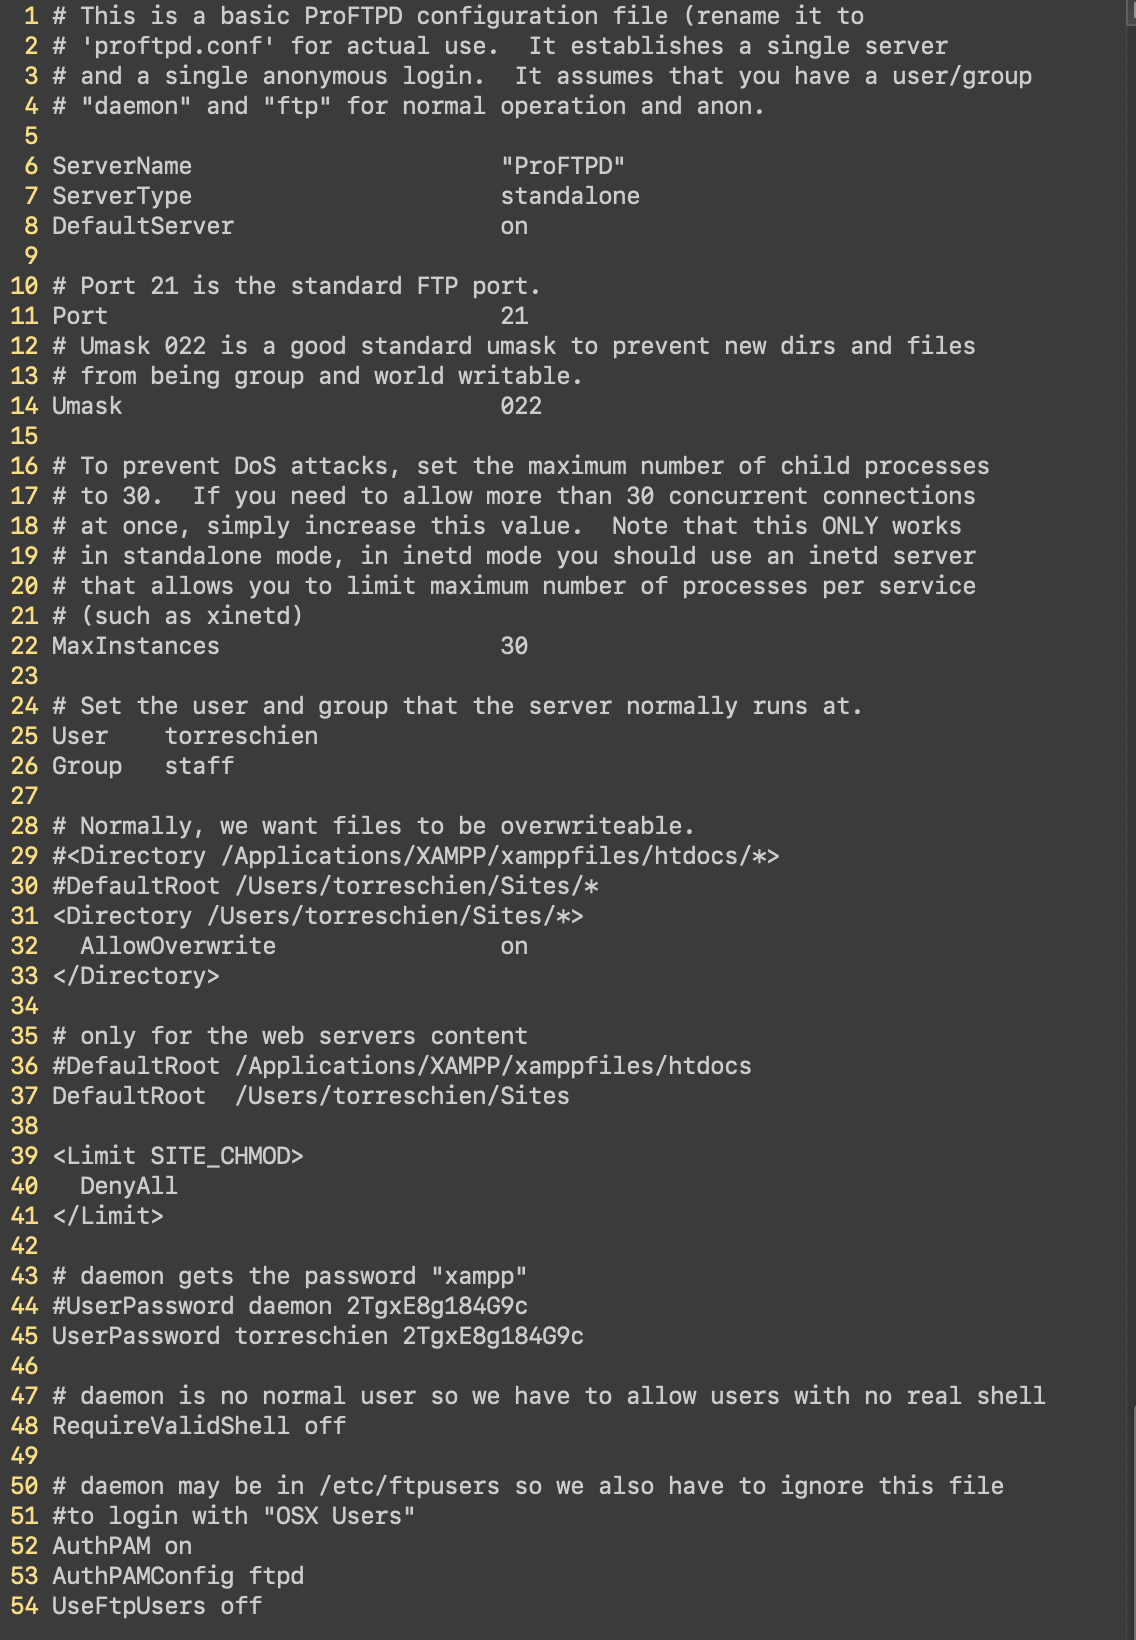 1 # This is a basic ProFTPD configuration file (rename it to
2 # 'proftpd.conf' for actual use.  It establishes a single server
3 # and a single anonymous login.  It assumes that you have a user/group
4 # "daemon" and "ftp" for normal operation and anon.
5
6 ServerName                      "ProFTPD"
7 ServerType                      standalone
8 DefaultServer                   on
9
10 # Port 21 is the standard FTP port.
11 Port                            21
12 # Umask 022 is a good standard umask to prevent new dirs and files
13 # from being group and world writable.
14 Umask                           022
15
16 # To prevent DoS attacks, set the maximum number of child processes
17 # to 30.  If you need to allow more than 30 concurrent connections
18 # at once, simply increase this value.  Note that this ONLY works
19 # in standalone mode, in inetd mode you should use an inetd server
20 # that allows you to limit maximum number of processes per service
21 # (such as xinetd)
22 MaxInstances                    30
23
24 # Set the user and group that the server normally runs at.
25 User    torreschien
26 Group   staff
27
28 # Normally, we want files to be overwriteable.
29 #<Directory /Applications/XAMPP/xamppfiles/htdocs/*>
30 #DefaultRoot /Users/torreschien/Sites/*
31 <Directory /Users/torreschien/Sites/*>
32   AllowOverwrite                on
33 </Directory>
34
35 # only for the web servers content
36 #DefaultRoot /Applications/XAMPP/xamppfiles/htdocs
37 DefaultRoot  /Users/torreschien/Sites
38
39 <Limit SITE_CHMOD>
40   DenyAll
41 </Limit>
42
43 # daemon gets the password "xampp"
44 #UserPassword daemon 2TgxE8g184G9c
45 UserPassword torreschien 2TgxE8g184G9c
46
47 # daemon is no normal user so we have to allow users with no real shell
48 RequireValidShell off
49
50 # daemon may be in /etc/ftpusers so we also have to ignore this file
51 #to login with "OSX Users"
52 AuthPAM on
53 AuthPAMConfig ftpd
54 UseFtpUsers off